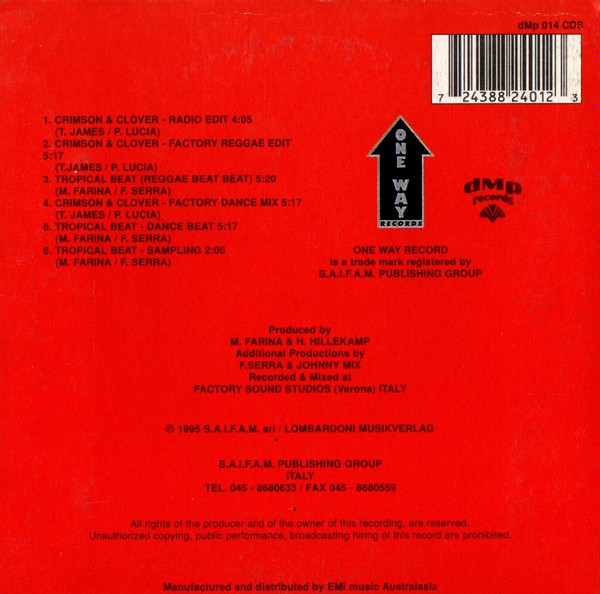 dMp 014 CDS
7 24388 24012 3
1. CRIMSON & CLOVER - RADIO EDIT 4:05
(T. JAMES / P. LUCIA)
2. CRIMSON & CLOVER - FACTORY REGGAE EDIT
5:17
(T.JAMES / P. LUCIA)
3. TROPICAL BEAT (REGGAE BEAT BEAT) 5:20
(M. FARINA / F. SERRA)
4. CRIMSON & CLOVER - FACTORY DANCE MIX 5:17
(T. JAMES / P. LUCIA)
5. TROPICAL BEAT - DANCE BEAT 5:17
(M. FARINA / F. SERRA)
6. TROPICAL BEAT - SAMPLING 2:00
(M. FARINA / F. SERRA)
ONE
WAY
RECORDS
dMp
records
ONE WAY RECORD
is a trade mark registered by
S.A.I.F.A.M. PUBLISHING GROUP
Produced by
M. FARINA & H. HILLEKAMP
Additional Productions by
F.SERRA & JOHNNY MIX
Recorded & Mixed at
FACTORY SOUND STUDIOS (Verona) ITALY
℗ 1995 S.A.I.F.A.M. srl / LOMBARDONI MUSIKVERLAG
S.A.I.F.A.M. PUBLISHING GROUP
ITALY
TEL. 045 - 8680633 / FAX 045 - 8680559
All rights of the producer and of the owner of this recording, are reserved.
Unauthorized copying, public performance, broadcasting hiring of this record are prohibited.
Manufactured and distributed by EMI music Australasia